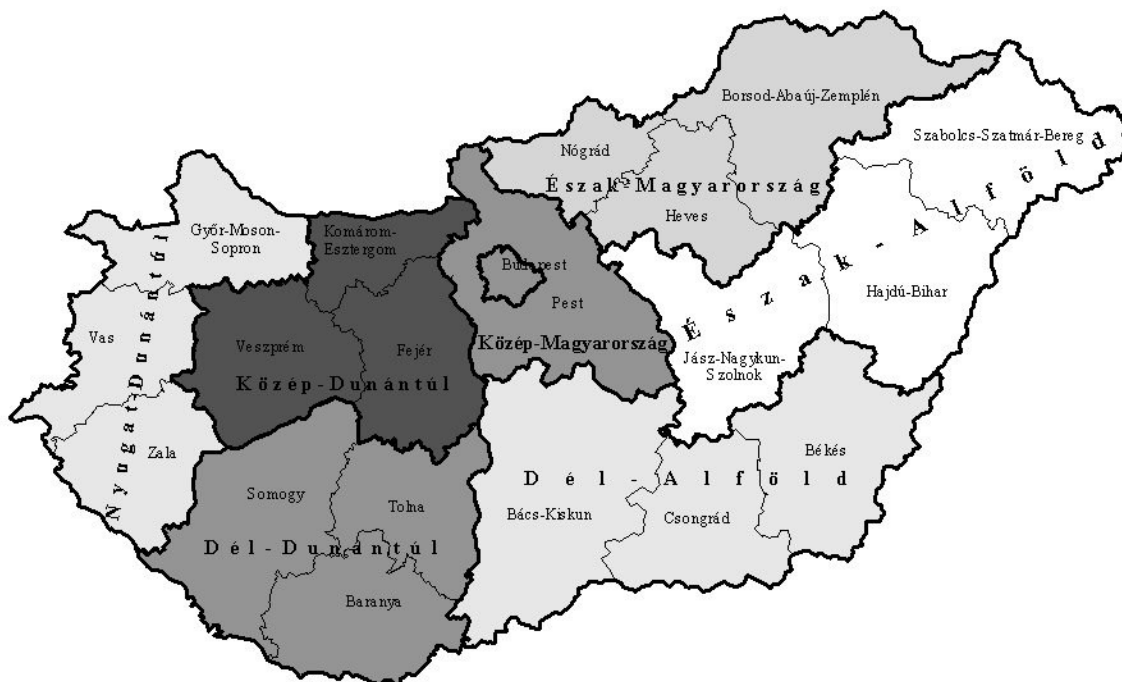 Borsod-Abaúj-Zemplén
Szabolcs-Szatmár-Bereg
Nógrád
Észak-Magyarország
Heves
Győr-Moson-
Sopron
Komárom-
Esztergom
Budapest
Pest
Közép-Magyarország
Észak-Alföld
Hajdú-Bihar
Jász-Nagykun-
Szolnok
Vas
Veszprém
Fejér
Közép-Dunántúl
Nyugat-Dunántúl
Zala
Somogy
Tolna
Dél-Dunántúl
Baranya
Békés
Dél-Alföld
Bács-Kiskun
Csongrád